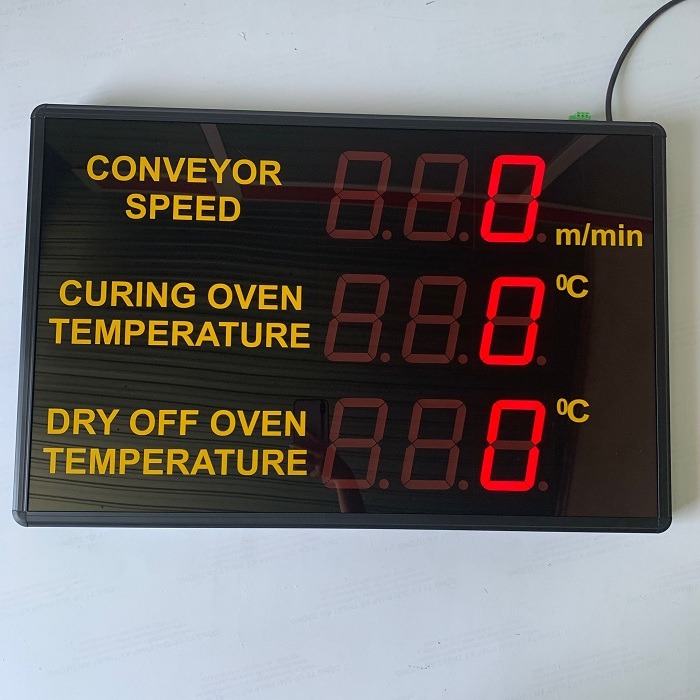 CONVEYOR
SPEED
0
m/min
CURING OVEN
TEMPERATURE
0
⁰C
DRY OFF OVEN
TEMPERATURE
0
⁰C